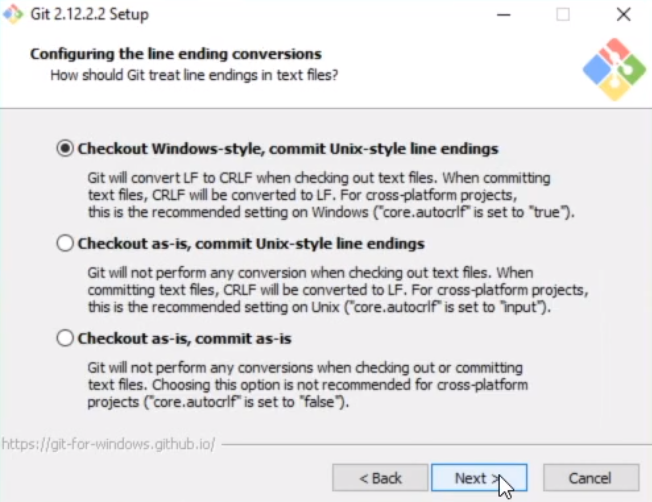 Git 2.12.2.2 Setup
Configuring the line ending conversions
How should Git treat line endings in text files?
Checkout Windows-style, commit Unix-style line endings
Git will convert LF to CRLF when checking out text files. When committing
text files, CRLF will be converted to LF. For cross-platform projects,
this is the recommended setting on Windows ("core.autocrlf" is set to "true").
Checkout as-is, commit Unix-style line endings
Git will not perform any conversion when checking out text files. When
committing text files, CRLF will be converted to LF. For cross-platform projects,
this is the recommended setting on Unix ("core.autocrlf" is set to "input").
Checkout as-is, commit as-is
Git will not perform any conversions when checking out or committing
text files. Choosing this option is not recommended for cross-platform
projects ("core.autocrlf" is set to "false").
https://git-for-windows.github.io/
< Back Next > Cancel